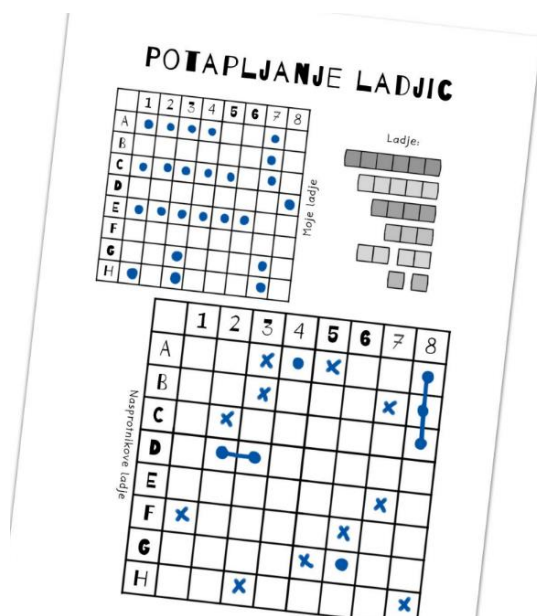 POTAPLJANJE LADJIC
1 2 3 4 5 6 7 8
A
B
C
D
E
F
G
H
Moje ladje
Ladje:
1 2 3 4 5 6 7 8
A
B
C
D
E
F
G
H
Nasprotnikove ladje